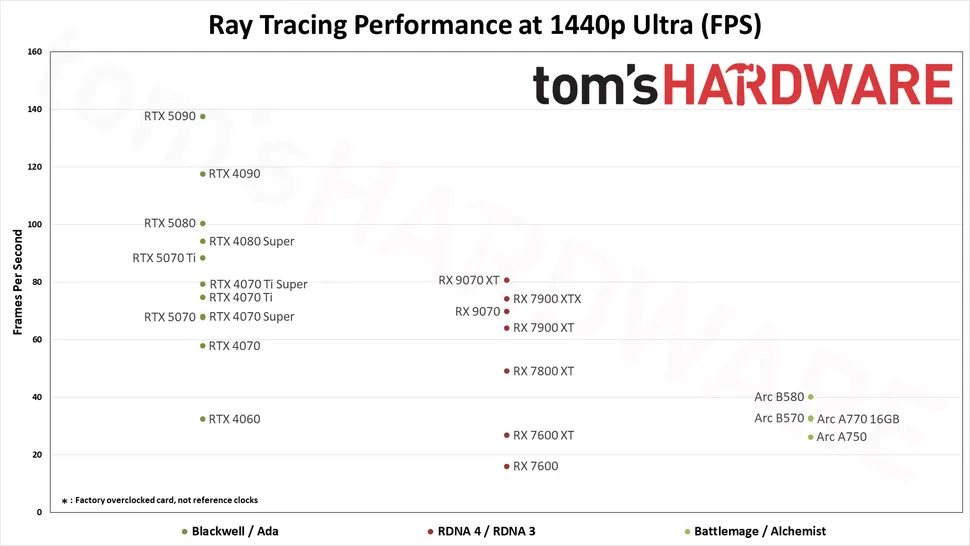 Ray Tracing Performance at 1440p Ultra (FPS)
tom'sHARDWARE
Frames Per Second
160
140
120
100
80
60
40
20
0
RTX 5090
RTX 4090
RTX 5080
RTX 4080 Super
RTX 5070 Ti
RTX 4070 Ti Super
RTX 4070 Ti
RTX 5070 RTX 4070 Super
RTX 4070
RTX 4060
RX 9070 XT
RX 7900 XTX
RX 9070
RX 7900 XT
RX 7800 XT
RX 7600 XT
RX 7600
Arc B580
Arc B570 Arc A770 16GB
Arc A750
* : Factory overclocked card, not reference clocks
Blackwell / Ada RDNA 4 / RDNA 3 Battlemage / Alchemist
tom'sHARDWARE